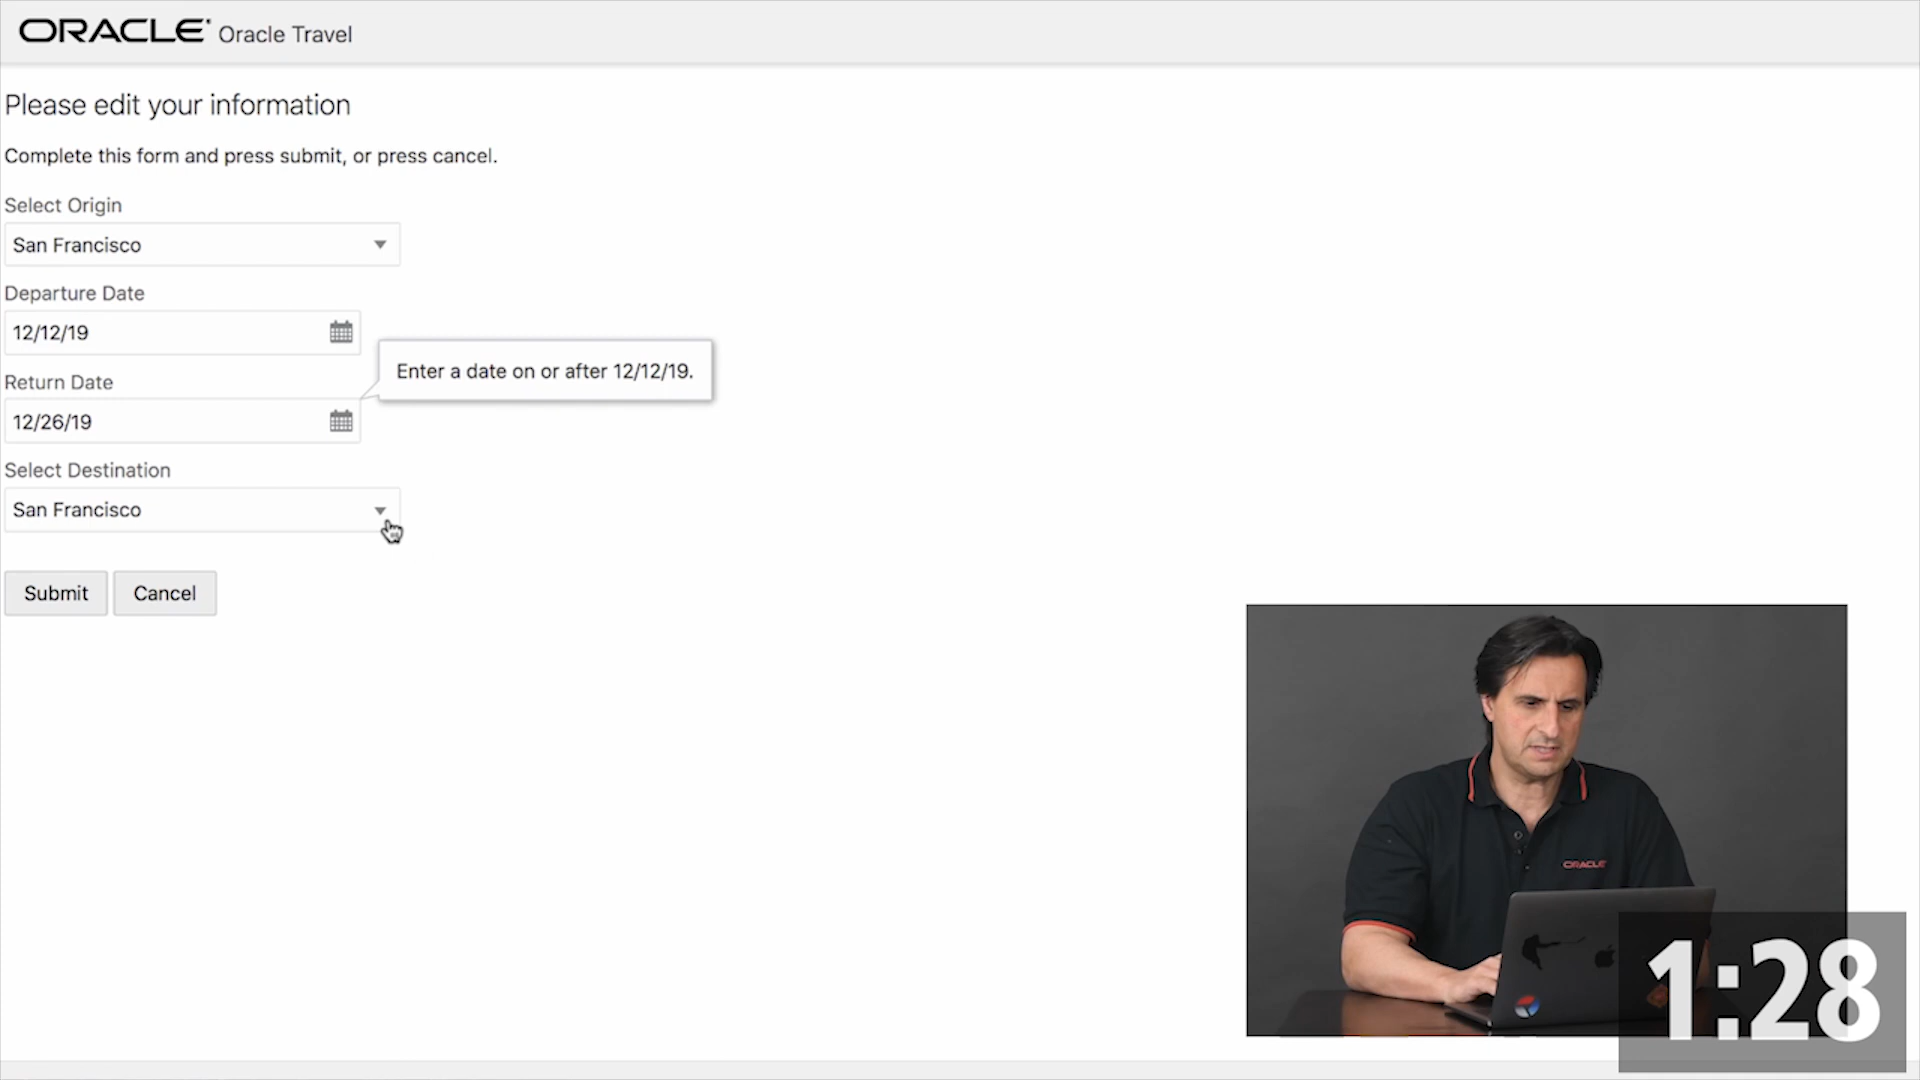 ORACLE Oracle Travel
Please edit your information
Complete this form and press submit, or press cancel.
Select Origin
San Francisco
Departure Date
12/12/19
Enter a date on or after 12/12/19.
Return Date
12/26/19
Select Destination
San Francisco
Submit Cancel
ORACLE
1:28